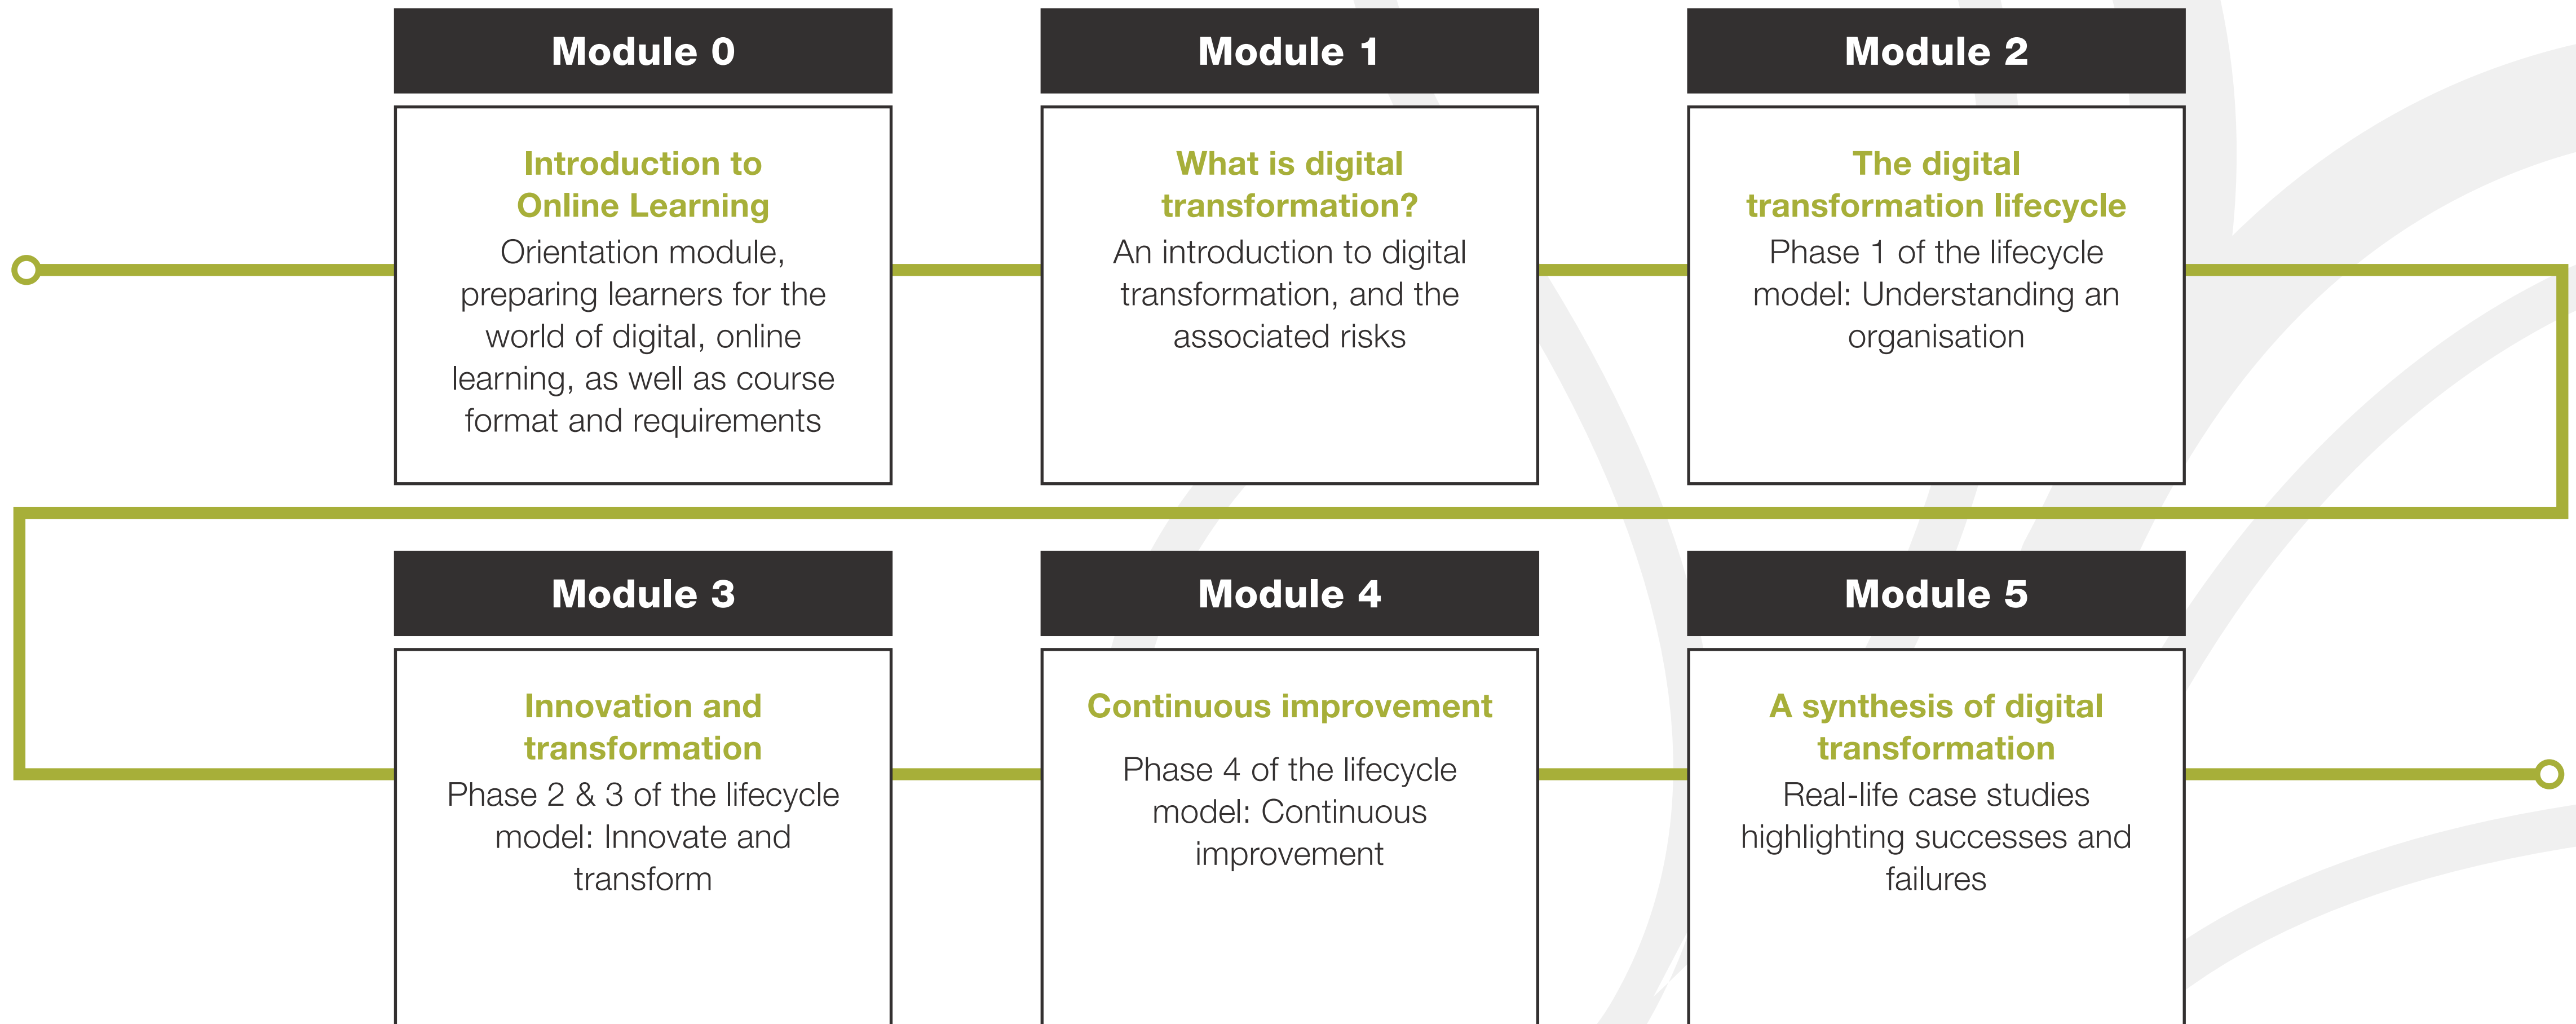 Module 0
Introduction to
Online Learning
Orientation module,
preparing learners for the
world of digital, online
learning, as well as course
format and requirements
Module 1
What is digital
transformation?
An introduction to digital
transformation, and the
associated risks
Module 2
The digital
transformation lifecycle
Phase 1 of the lifecycle
model: Understanding an
organisation
Module 3
Innovation and
transformation
Phase 2 & 3 of the lifecycle
model: Innovate and
transform
Module 4
Continuous improvement
Phase 4 of the lifecycle
model: Continuous
improvement
Module 5
A synthesis of digital
transformation
Real-life case studies
highlighting successes and
failures